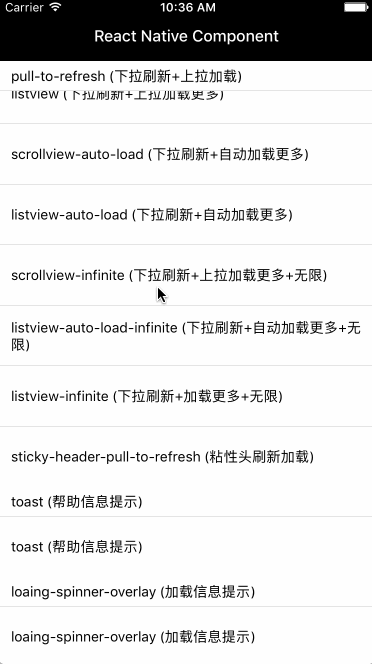 Carrier 10:36 AM
React Native Component
pull-to-refresh (下拉刷新+上拉加载)
listview (下拉刷新+上拉加载更多)
scrollview-auto-load (下拉刷新+自动加载更多)
listview-auto-load (下拉刷新+自动加载更多)
scrollview-infinite (下拉刷新+上拉加载更多+无限)
listview-auto-load-infinite (下拉刷新+自动加载更多+无
限)
listview-infinite (下拉刷新+加载更多+无限)
sticky-header-pull-to-refresh (粘性头刷新加载)
toast (帮助信息提示)
toast (帮助信息提示)
loaing-spinner-overlay (加载信息提示)
loaing-spinner-overlay (加载信息提示)